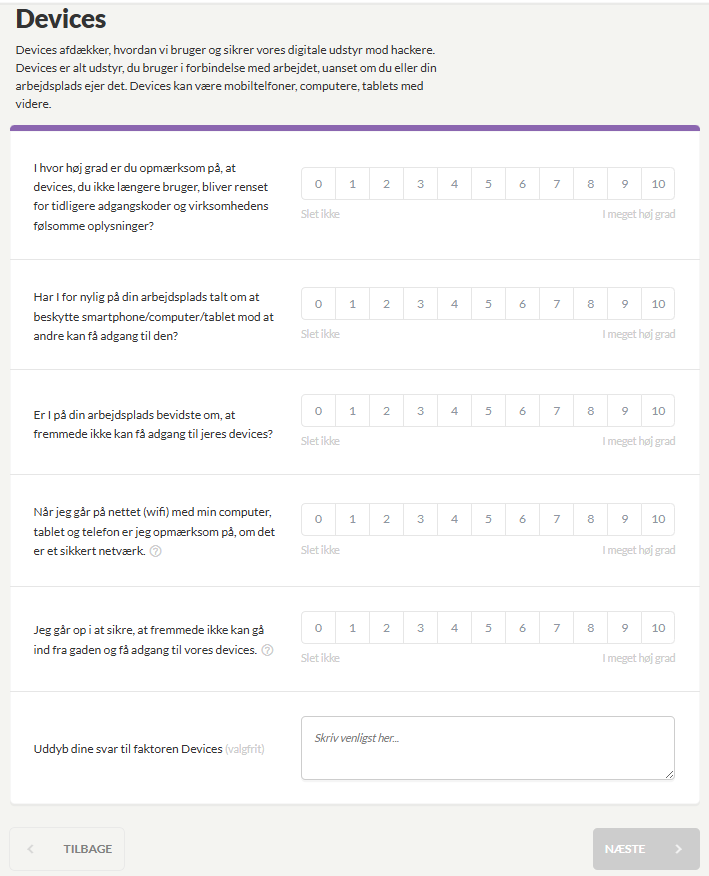 Devices
Devices afdækker, hvordan vi bruger og sikrer vores digitale udstyr mod hackere.
Devices er alt udstyr, du bruger i forbindelse med arbejdet, uanset om du eller din
arbejdsplads ejer det. Devices kan være mobiltelfoner, computere, tablets med
videre.
I hvor høj grad er du opmærksom på, at
devices, du ikke længere bruger, bliver renset
for tidligere adgangskoder og virksomhedens
følsomme oplysninger?
0 1 2 3 4 5 6 7 8 9 10
Slet ikke I meget høj grad
Har I for nylig på din arbejdsplads talt om at
beskytte smartphone/computer/tablet mod at
andre kan få adgang til den?
0 1 2 3 4 5 6 7 8 9 10
Slet ikke I meget høj grad
Er I på din arbejdsplads bevidste om, at
fremmede ikke kan få adgang til jeres devices?
0 1 2 3 4 5 6 7 8 9 10
Slet ikke I meget høj grad
Når jeg går på nettet (wifi) med min computer,
tablet og telefon er jeg opmærksom på, om det
er et sikkert netværk. ?
0 1 2 3 4 5 6 7 8 9 10
Slet ikke I meget høj grad
Jeg går op i at sikre, at fremmede ikke kan gå
ind fra gaden og få adgang til vores devices. ?
0 1 2 3 4 5 6 7 8 9 10
Slet ikke I meget høj grad
Uddyb dine svar til faktoren Devices (valgfrit)
Skriv venligst her...
TILBAGE
NÆSTE